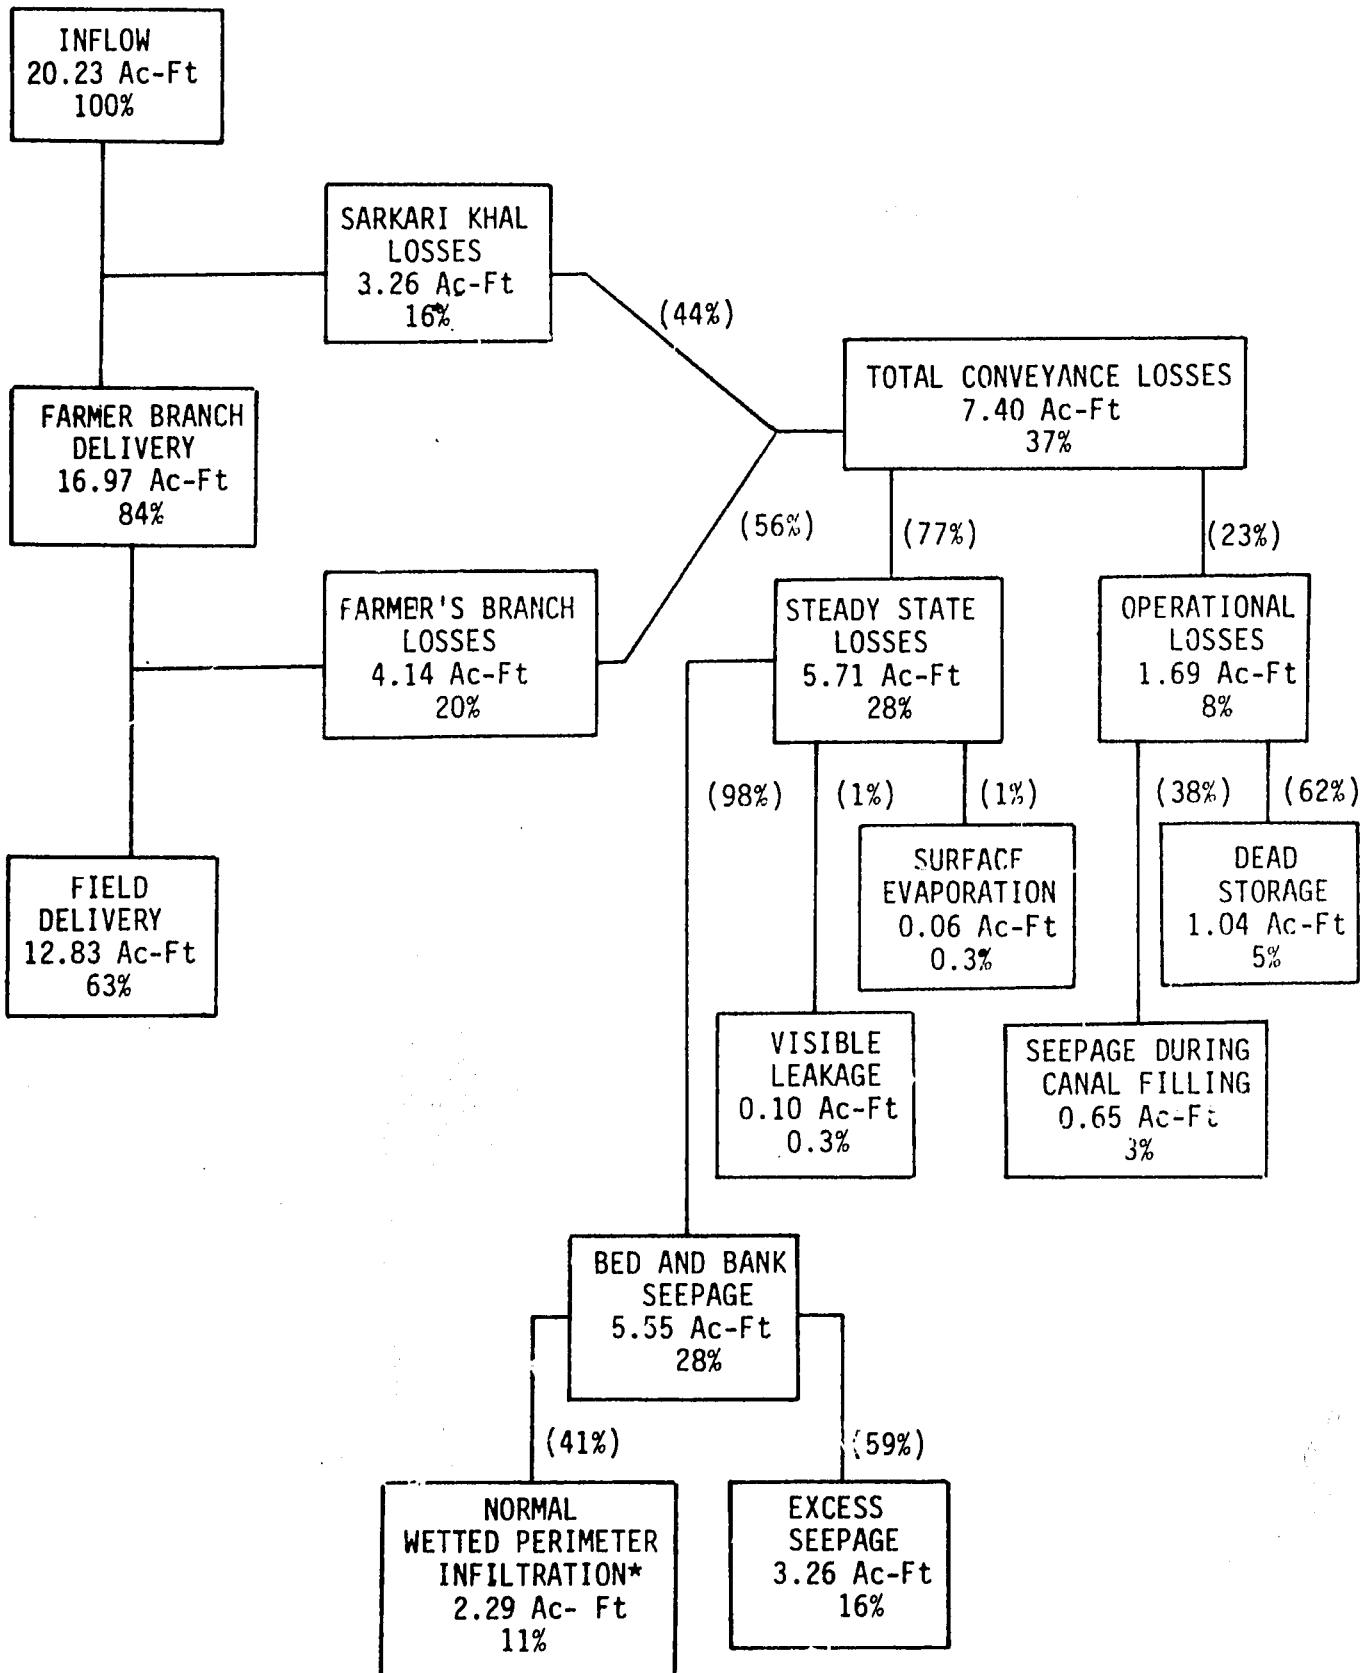 INFLOW
20.23 Ac-Ft
100%
SARKARI KHAL
LOSSES
3.26 Ac-Ft
16%
(44%)
TOTAL CONVEYANCE LOSSES
7.40 Ac-Ft
37%
FARMER BRANCH
DELIVERY
16.97 Ac-Ft
84%
(56%)
(77%)
(23%)
FARMER'S BRANCH
LOSSES
4.14 Ac-Ft
20%
STEADY STATE
LOSSES
5.71 Ac-Ft
28%
OPERATIONAL
LOSSES
1.69 Ac-Ft
8%
(98%)
(1%)
(1%)
(38%)
(62%)
FIELD
DELIVERY
12.83 Ac-Ft
63%
SURFACE
EVAPORATION
0.06 Ac-Ft
0.3%
DEAD
STORAGE
1.04 Ac-Ft
5%
VISIBLE
LEAKAGE
0.10 Ac-Ft
0.3%
SEEPAGE DURING
CANAL FILLING
0.65 Ac-Ft
3%
BED AND BANK
SEEPAGE
5.55 Ac-Ft
28%
(41%)
(59%)
NORMAL
WETTED PERIMETER
INFILTRATION*
2.29 Ac- Ft
11%
EXCESS
SEEPAGE
3.26 Ac-Ft
16%